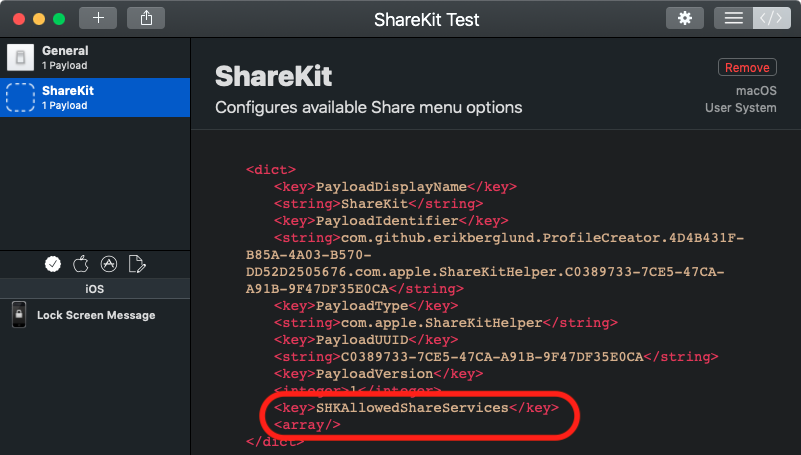 ShareKit Test
General
1 Payload
ShareKit
1 Payload
iOS
Lock Screen Message
ShareKit
Remove
Configures available Share menu options
macOS
User System
<dict>
<key>PayloadDisplayName</key>
<string>ShareKit</string>
<key>PayloadIdentifier</key>
<string>com.github.erikberglund.ProfileCreator.4D4B431F-
B85A-4A03-B570-
DD52D2505676.com.apple.ShareKitHelper.C0389733-7CE5-47CA-
A91B-9F47DF35E0CA</string>
<key>PayloadType</key>
<string>com.apple.ShareKitHelper</string>
<key>PayloadUUID</key>
<string>C0389733-7CE5-47CA-A91B-9F47DF35E0CA</string>
<key>PayloadVersion</key>
<integer>1</integer>
<key>SHKAllowedShareServices</key>
<array/>
</dict>